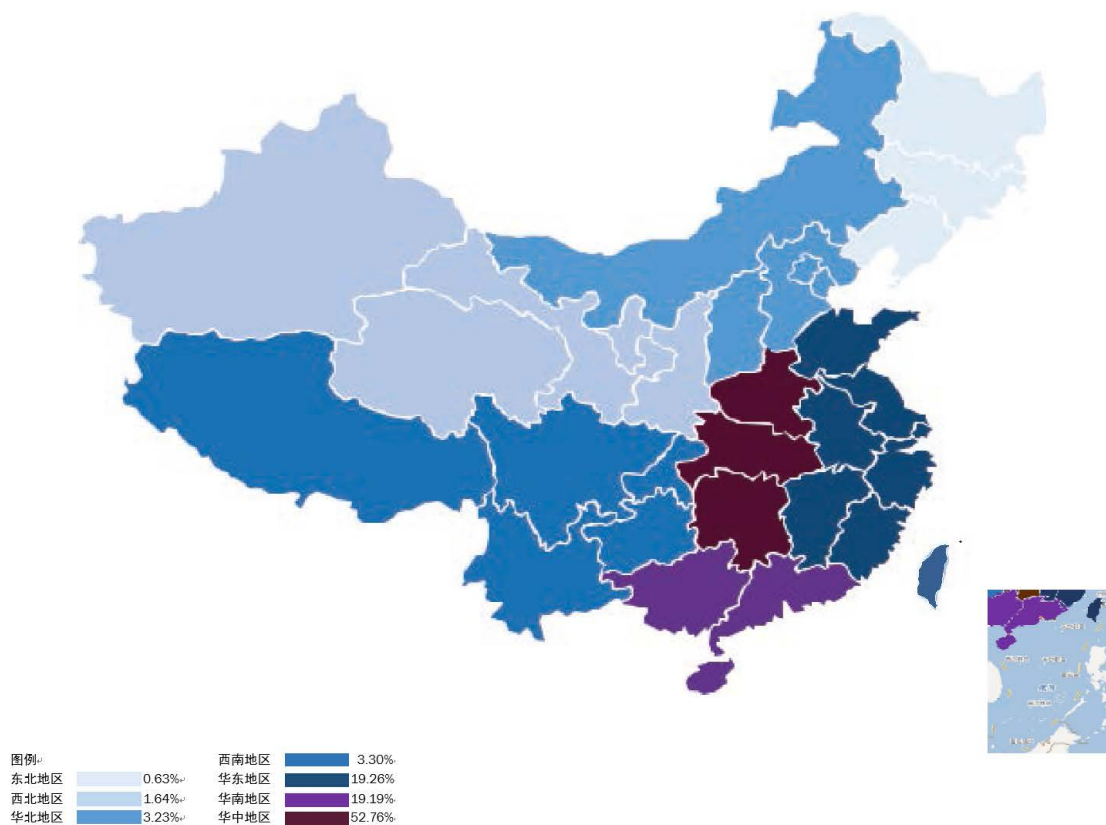 图例
东北地区 0.63%
西北地区 1.64%
华北地区 3.23%
西南地区 3.30%
华东地区 19.26%
华南地区 19.19%
华中地区 52.76%